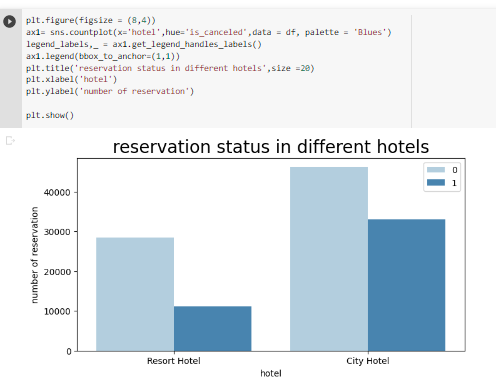 plt.figure(figsize = (8,4))
ax1= sns.countplot(x='hotel',hue='is_canceled',data = df, palette = 'Blues')
legend_labels,_ = ax1.get_legend_handles_labels()
ax1.legend(bbox_to_anchor=(1,1))
plt.title('reservation status in different hotels',size =20)
plt.xlabel('hotel')
plt.ylabel('number of reservation')
plt.show()
reservation status in different hotels
0
1
number of reservation
40000
30000
20000
10000
0
Resort Hotel
City Hotel
hotel